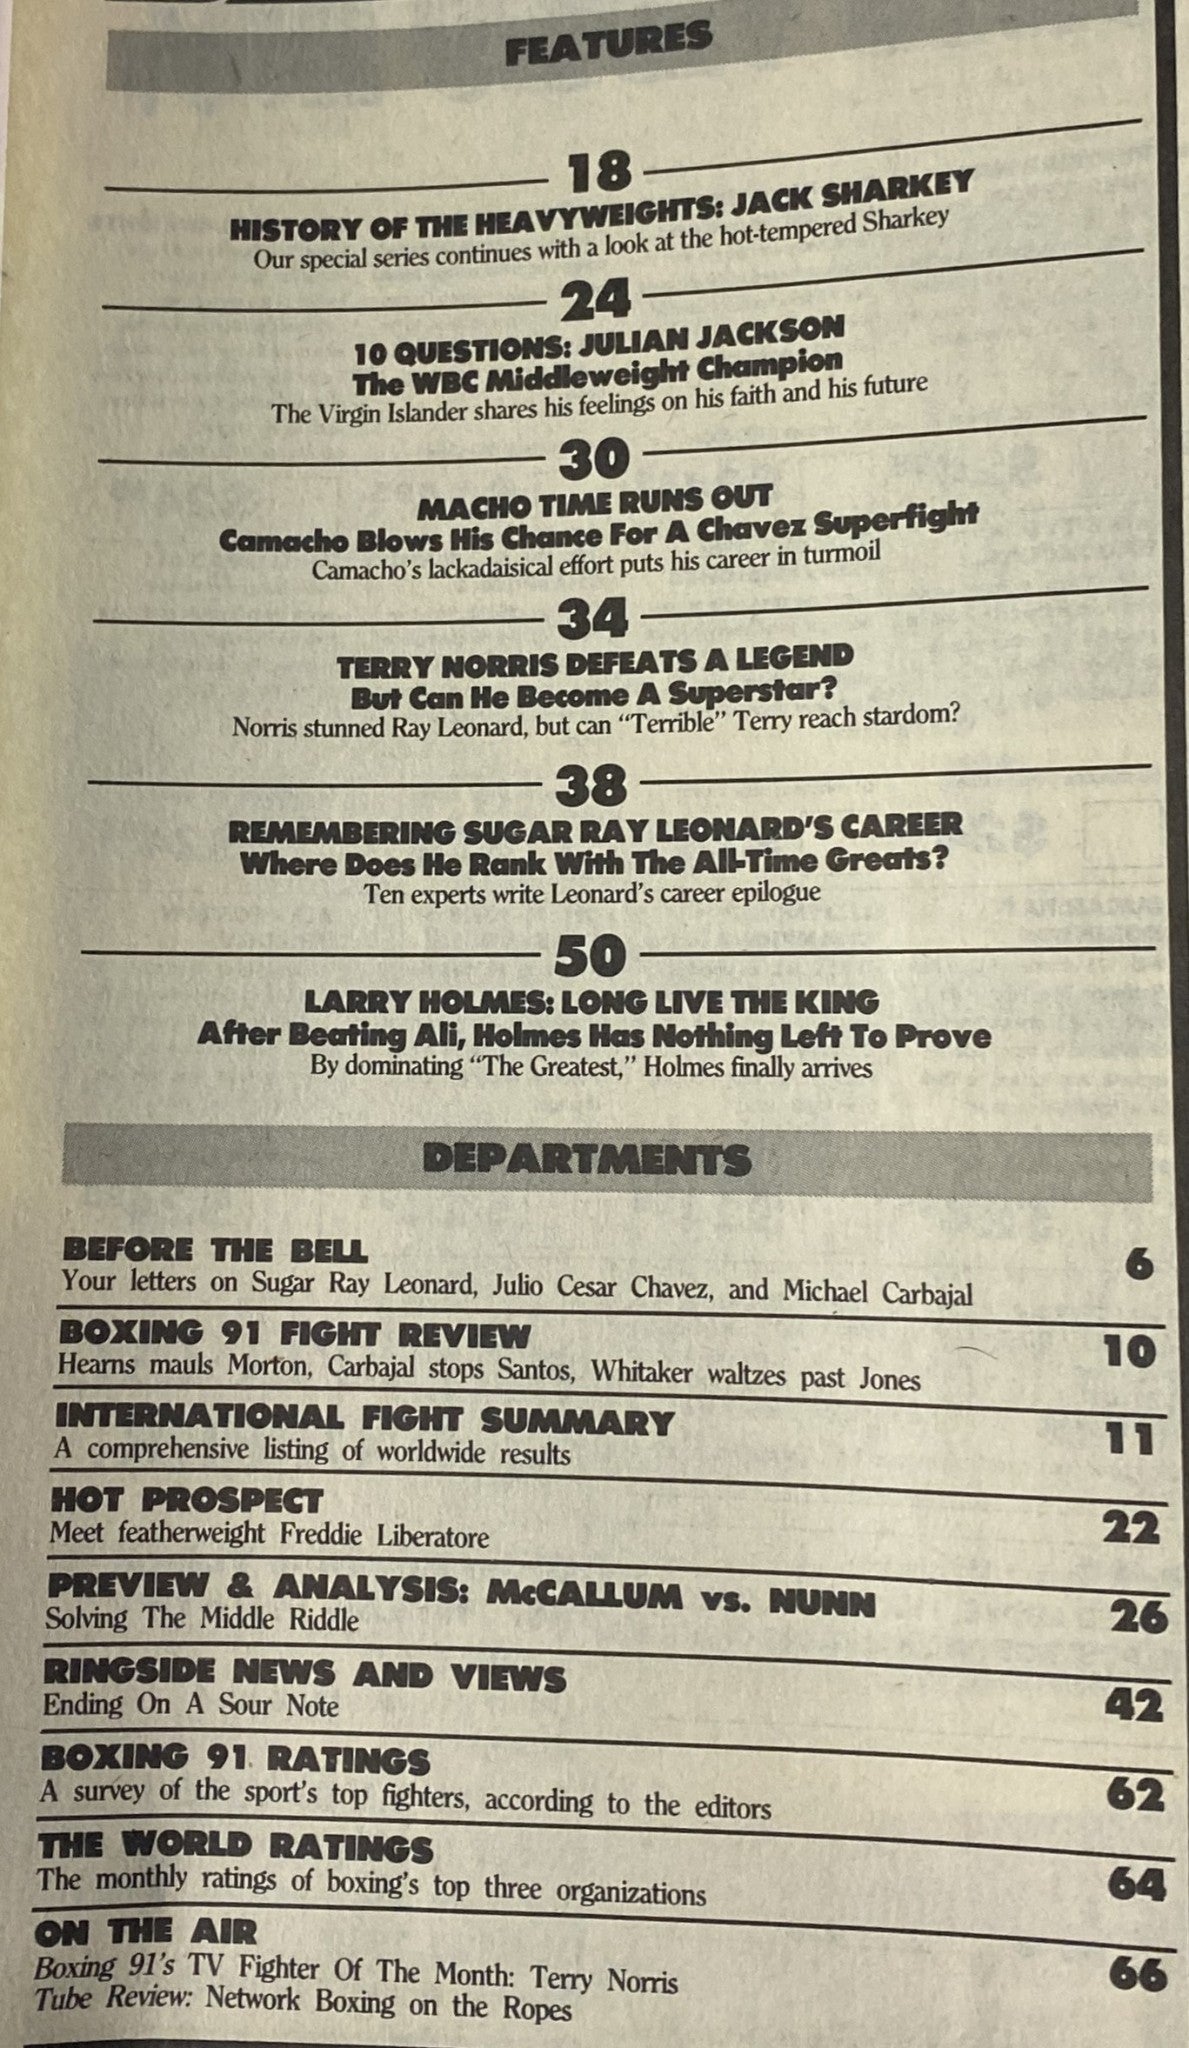 FEATURES
18
HISTORY OF THE HEAVYWEIGHTS: JACK SHARKEY
Our special series continues with a look at the hot-tempered Sharkey
24
10 QUESTIONS: JULIAN JACKSON
The WBC Middleweight Champion
The Virgin Islander shares his feelings on his faith and his future
30
MACHO TIME RUNS OUT
Camacho Blows His Chance For A Chavez Superfight
Camacho's lackadaisical effort puts his career in turmoil
34
TERRY NORRIS DEFEATS A LEGEND
But Can He Become A Superstar?
Norris stunned Ray Leonard, but can "Terrible" Terry reach stardom?
38
REMEMBERING SUGAR RAY LEONARD'S CAREER
Where Does He Rank With The All-Time Greats?
Ten experts write Leonard's career epilogue
50
LARRY HOLMES: LONG LIVE THE KING
After Beating Ali, Holmes Has Nothing Left To Prove
By dominating "The Greatest," Holmes finally arrives
DEPARTMENTS
BEFORE THE BELL 6
Your letters on Sugar Ray Leonard, Julio Cesar Chavez, and Michael Carbajal
BOXING 91 FIGHT REVIEW 10
Hearns mauls Morton, Carbajal stops Santos, Whitaker waltzes past Jones
INTERNATIONAL FIGHT SUMMARY 11
A comprehensive listing of worldwide results
HOT PROSPECT 22
Meet featherweight Freddie Liberatore
PREVIEW & ANALYSIS: McCALLUM vs. NUNN 26
Solving The Middle Riddle
RINGSIDE NEWS AND VIEWS 42
Ending On A Sour Note
BOXING 91 RATINGS 62
A survey of the sport's top fighters, according to the editors
THE WORLD RATINGS 64
The monthly ratings of boxing's top three organizations
ON THE AIR 66
Boxing 91's TV Fighter Of The Month: Terry Norris
Tube Review: Network Boxing on the Ropes